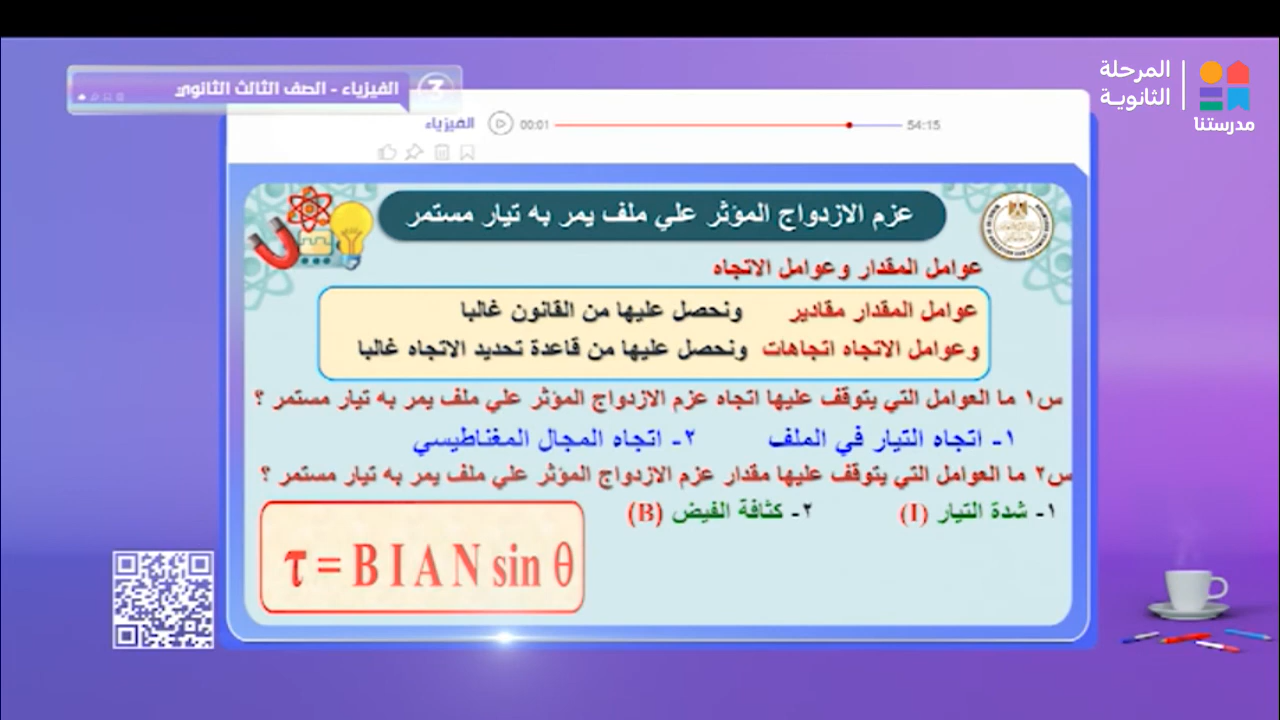 المرحلة
الثانوية
مدرستنا
الفيزياء - الصف الثالث الثانوي
3
الفيزياء
00:01
54:15
عزم الازدواج المؤثر علي ملف يمر به تيار مستمر
عوامل المقدار وعوامل الاتجاه
عوامل المقدار مقادير ونحصل عليها من القانون غالبا
وعوامل الاتجاه اتجاهات ونحصل عليها من قاعدة تحديد الاتجاه غالبا
س١ ما العوامل التي يتوقف عليها اتجاه عزم الازدواج المؤثر علي ملف يمر به تيار مستمر ؟
١- اتجاه التيار في الملف ٢- اتجاه المجال المغناطيسي
س٢ ما العوامل التي يتوقف عليها مقدار عزم الازدواج المؤثر علي ملف يمر به تيار مستمر ؟
١- شدة التيار (I) ٢- كثافة الفيض (B)
τ = B I A N sin θ